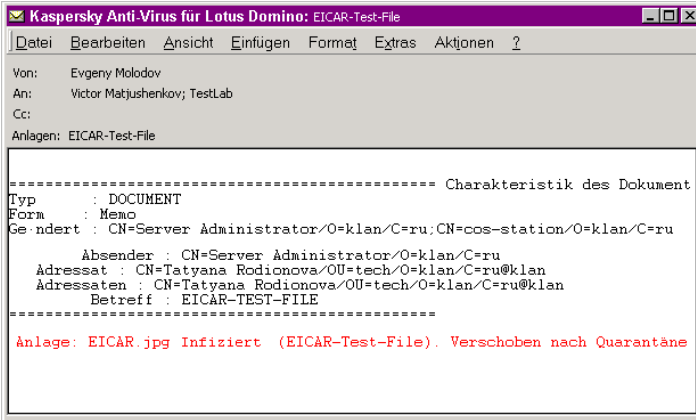 Kaspersky Anti-Virus für Lotus Domino: EICAR-Test-File
Datei Bearbeiten Ansicht Einfügen Format Extras Aktionen ?
Von: Evgeny Molodov
An: Victor Matjushenkov; TestLab
Cc:
Anlagen: EICAR-Test-File
============================================ Charakteristik des Dokument
Typ : DOCUMENT
Form : Memo
Ge·ndert : CN=Server Administrator/O=klan/C=ru;CN=cos-station/O=klan/C=ru
Absender : CN=Server Administrator/O=klan/C=ru
Adressat : CN=Tatyana Rodionova/OU=tech/O=klan/C=ru@klan
Adressaten : CN=Tatyana Rodionova/OU=tech/O=klan/C=ru@klan
Betreff : EICAR-TEST-FILE
============================================
Anlage: EICAR.jpg Infiziert (EICAR-Test-File). Verschoben nach Quarantäne